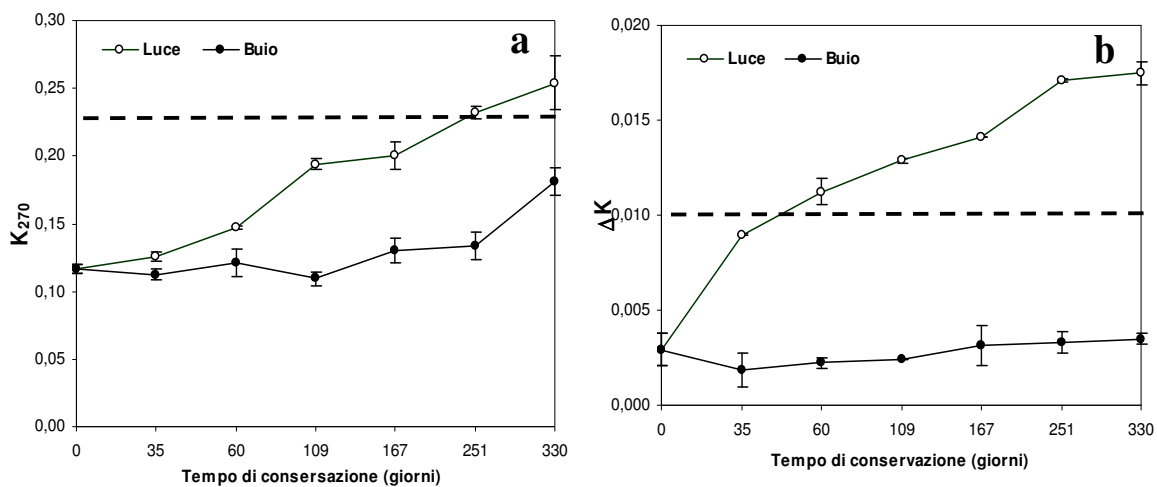 0,30
0,25
0,20
0,15
0,10
0,05
0,00
K270
Luce Buio
a
0 35 60 109 167 251 330
Tempo di consersazione (giorni)
0,020
0,015
0,010
0,005
0,000
ΔK
Luce Buio
b
0 35 60 109 167 251 330
Tempo di conservazione (giorni)